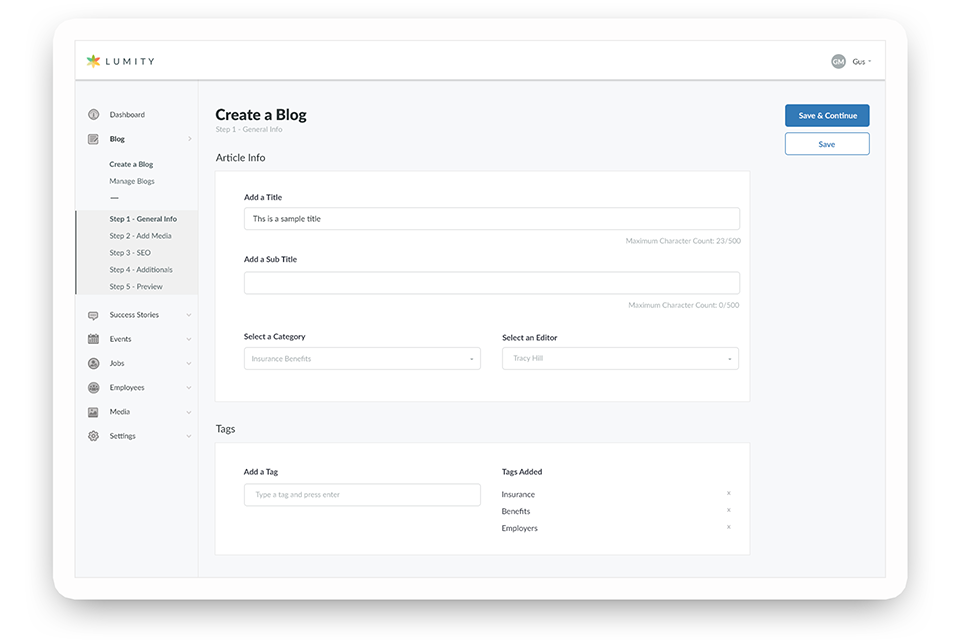 LUMITY
GM Gus
Dashboard
Blog
Create a Blog
Manage Blogs
Step 1 - General Info
Step 2 - Add Media
Step 3 - SEO
Step 4 - Additionals
Step 5 - Preview
Success Stories
Events
Jobs
Employees
Media
Settings
Create a Blog
Step 1 - General Info
Save & Continue
Save
Article Info
Add a Title
Ths is a sample title
Maximum Character Count: 23/500
Add a Sub Title
Maximum Character Count: 0/500
Select a Category
Insurance Benefits
Select an Editor
Tracy Hill
Tags
Add a Tag
Type a tag and press enter
Tags Added
Insurance ×
Benefits ×
Employers ×